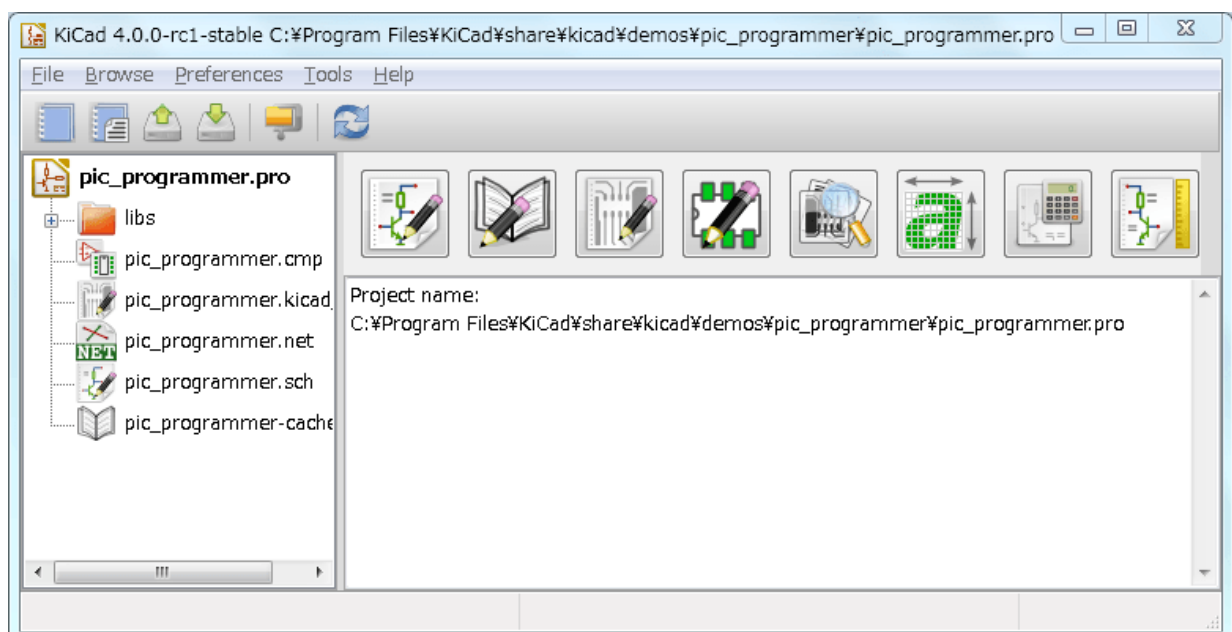 KiCad 4.0.0-rc1-stable C:¥Program Files¥KiCad¥share¥kicad¥demos¥pic_programmer¥pic_programmer.pro
File Browse Preferences Tools Help
pic_programmer.pro
libs
pic_programmer.cmp
pic_programmer.kicad_
NET pic_programmer.net
pic_programmer.sch
pic_programmer-cache
a
Project name:
C:¥Program Files¥KiCad¥share¥kicad¥demos¥pic_programmer¥pic_programmer.pro